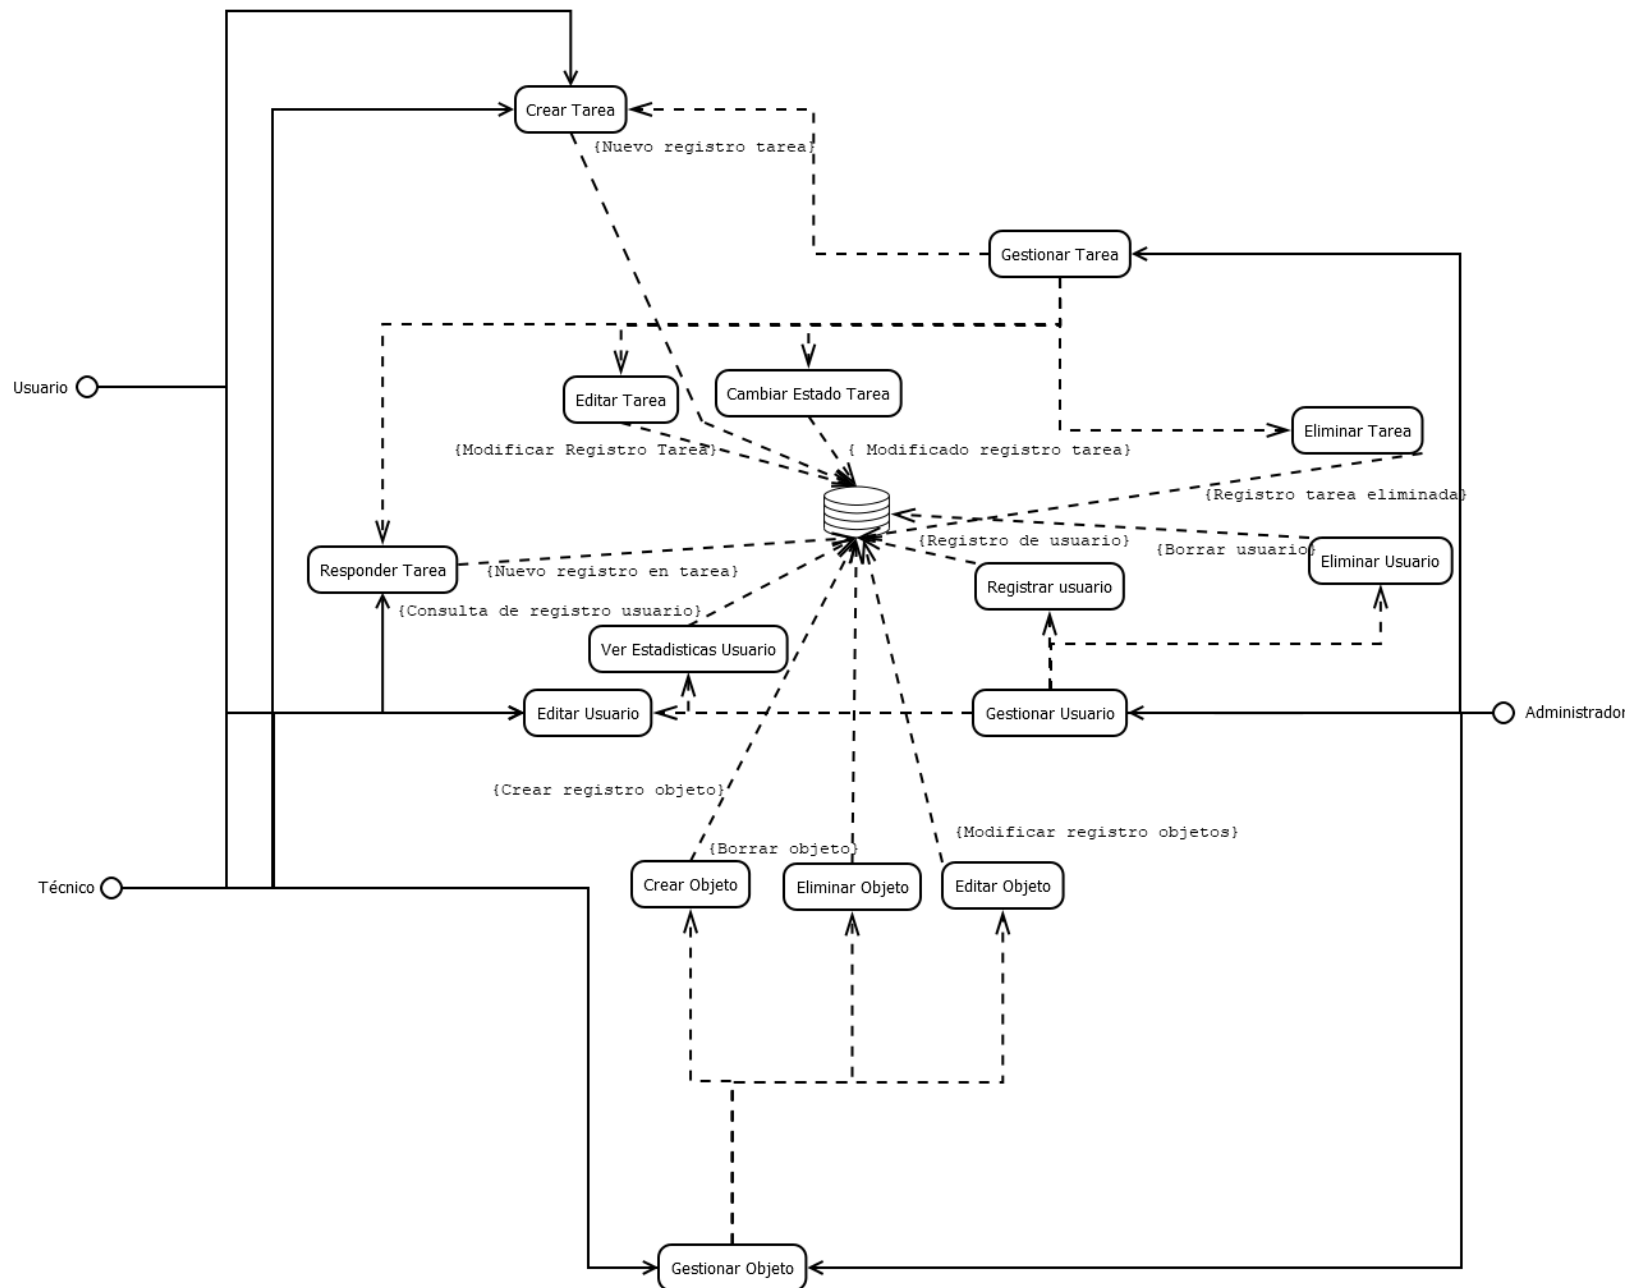 Crear Tarea
{Nuevo registro tarea}
Gestionar Tarea
Usuario
Editar Tarea
Cambiar Estado Tarea
Eliminar Tarea
{Modificar Registro Tarea}
{ Modificado registro tarea}
{Registro tarea eliminada}
{Registro de usuario}
{Borrar usuario}
Eliminar Usuario
Responder Tarea
{Nuevo registro en tarea}
Registrar usuario
{Consulta de registro usuario}
Ver Estadisticas Usuario
Editar Usuario
Gestionar Usuario
Administrador
{Crear registro objeto}
{Modificar registro objetos}
{Borrar objeto}
Técnico
Crear Objeto
Eliminar Objeto
Editar Objeto
Gestionar Objeto